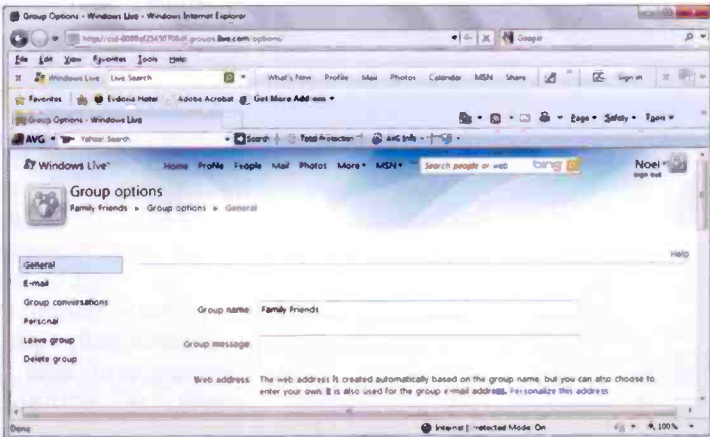 Group Options - Windows Live - Windows Internet Explorer
groups.live.com/options/
Google
File Edit View Favorites Tools Help
Windows Live Live Search What's New Profile Mail Photos Calendar MSN Share Sign in
Favorites Evdonia Hotel Adobe Acrobat Get More Add-ons
Group Options - Windows Live Page Safety Tools
AVG Yahoo! Search Search Total Protection AVG Info
Windows Live™ Home Profile People Mail Photos More MSN Search people or web bing Noel
sign out
Group options
Family Friends Group options General
Help
General
E-mail
Group conversations
Personal
Leave group
Delete group
Group name: Family Friends
Group message:
Web address: The web address is created automatically based on the group name, but you can also choose to
enter your own. It is also used for the group e-mail address. Personalize this address
Done Internet | Protected Mode: On 100%